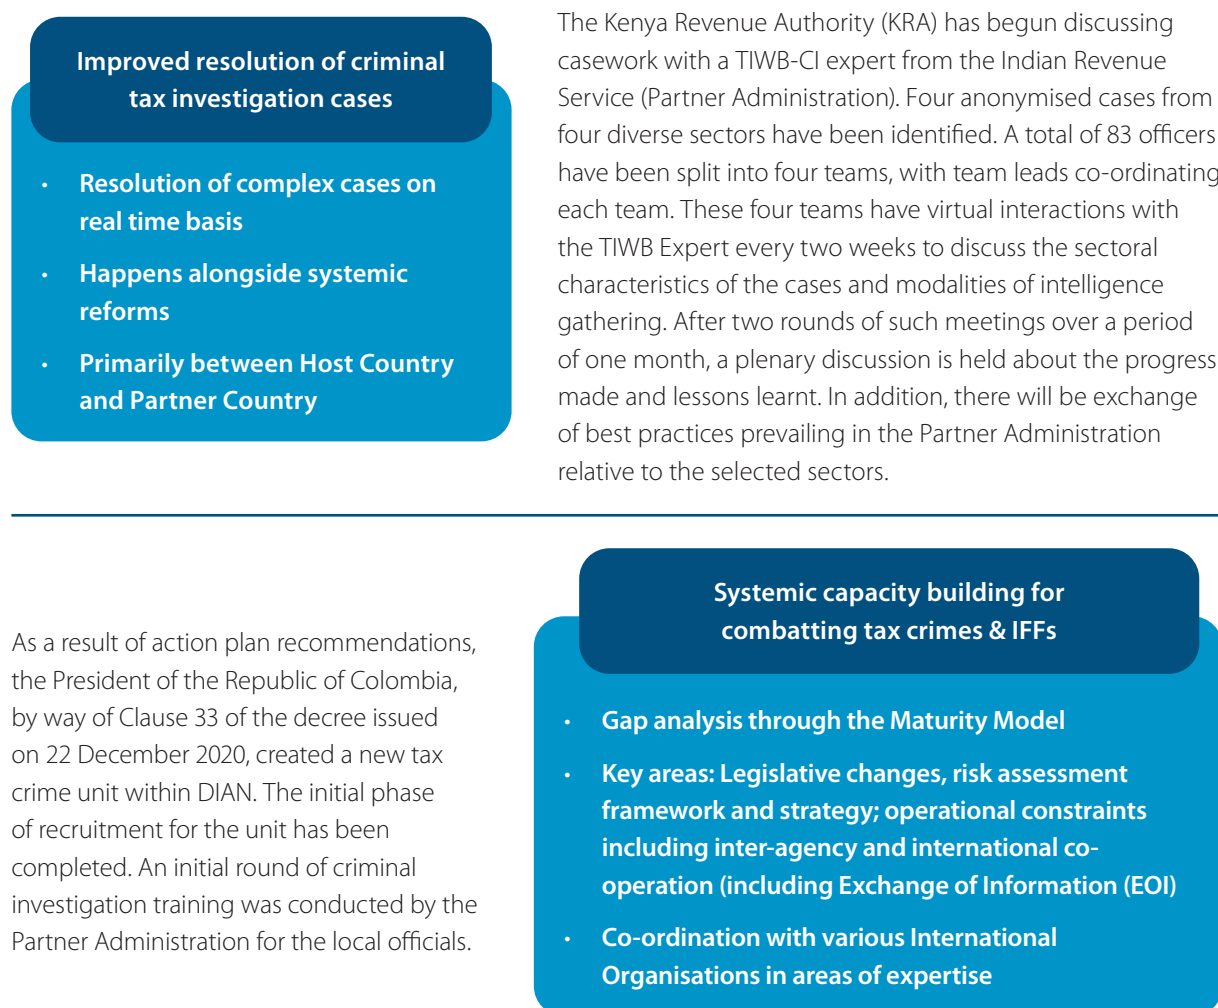 Improved resolution of criminal
tax investigation cases
• Resolution of complex cases on
real time basis
• Happens alongside systemic
reforms
• Primarily between Host Country
and Partner Country
The Kenya Revenue Authority (KRA) has begun discussing
casework with a TIWB-CI expert from the Indian Revenue
Service (Partner Administration). Four anonymised cases from
four diverse sectors have been identified. A total of 83 officers
have been split into four teams, with team leads co-ordinating
each team. These four teams have virtual interactions with
the TIWB Expert every two weeks to discuss the sectoral
characteristics of the cases and modalities of intelligence
gathering. After two rounds of such meetings over a period
of one month, a plenary discussion is held about the progress
made and lessons learnt. In addition, there will be exchange
of best practices prevailing in the Partner Administration
relative to the selected sectors.
As a result of action plan recommendations,
the President of the Republic of Colombia,
by way of Clause 33 of the decree issued
on 22 December 2020, created a new tax
crime unit within DIAN. The initial phase
of recruitment for the unit has been
completed. An initial round of criminal
investigation training was conducted by the
Partner Administration for the local officials.
Systemic capacity building for
combatting tax crimes & IFFs
• Gap analysis through the Maturity Model
• Key areas: Legislative changes, risk assessment
framework and strategy; operational constraints
including inter-agency and international co-
operation (including Exchange of Information (EOI)
• Co-ordination with various International
Organisations in areas of expertise